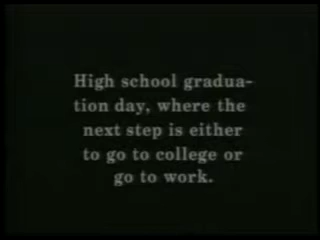 High school gradua-
tion day, where the
next step is either
to go to college or
go to work.